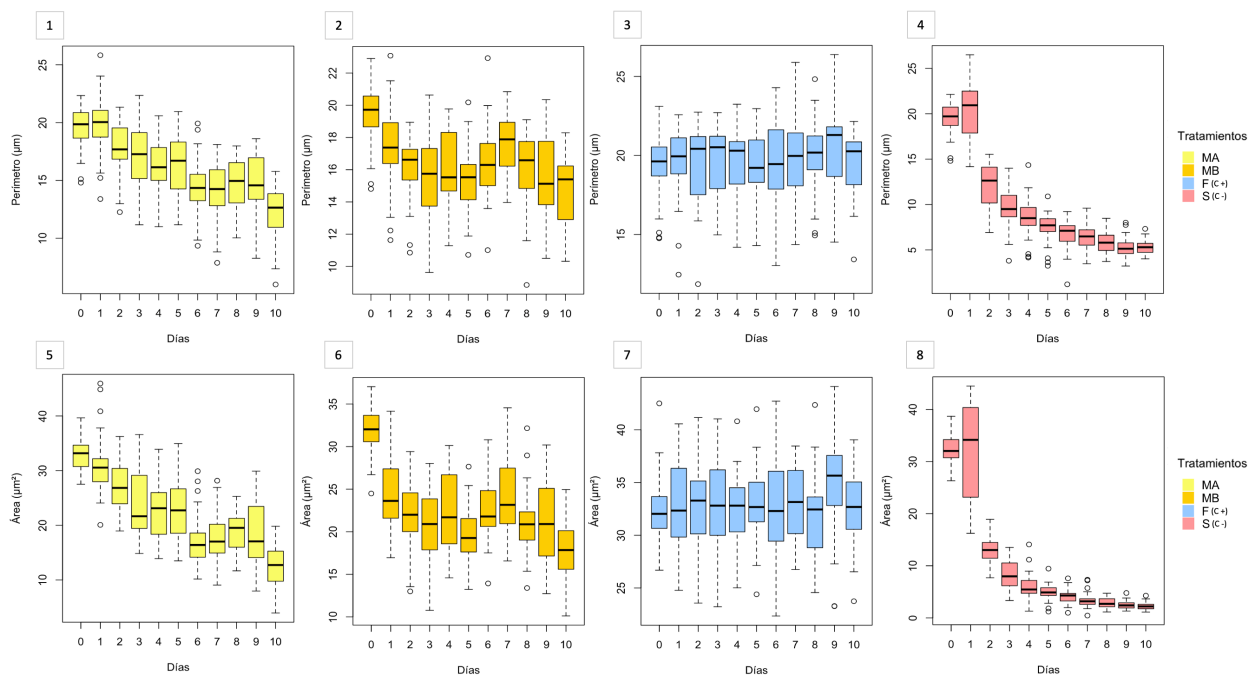 1
2
3
4
Perímetro (µm)
25
20
15
10
0 1 2 3 4 5 6 7 8 9 10
Días
Perímetro (µm)
22
20
18
16
14
12
10
0 1 2 3 4 5 6 7 8 9 10
Días
Perímetro (µm)
25
20
15
0 1 2 3 4 5 6 7 8 9 10
Días
Perímetro (µm)
25
20
15
10
5
0 1 2 3 4 5 6 7 8 9 10
Días
Tratamientos
MA
MB
F (C+)
S (C -)
5
6
7
8
Área (µm²)
40
30
20
10
0 1 2 3 4 5 6 7 8 9 10
Días
Área (µm²)
35
30
25
20
15
10
0 1 2 3 4 5 6 7 8 9 10
Días
Área (µm²)
40
35
30
25
0 1 2 3 4 5 6 7 8 9 10
Días
Área (µm²)
40
30
20
10
0
0 1 2 3 4 5 6 7 8 9 10
Días
Tratamientos
MA
MB
F (C+)
S (C -)